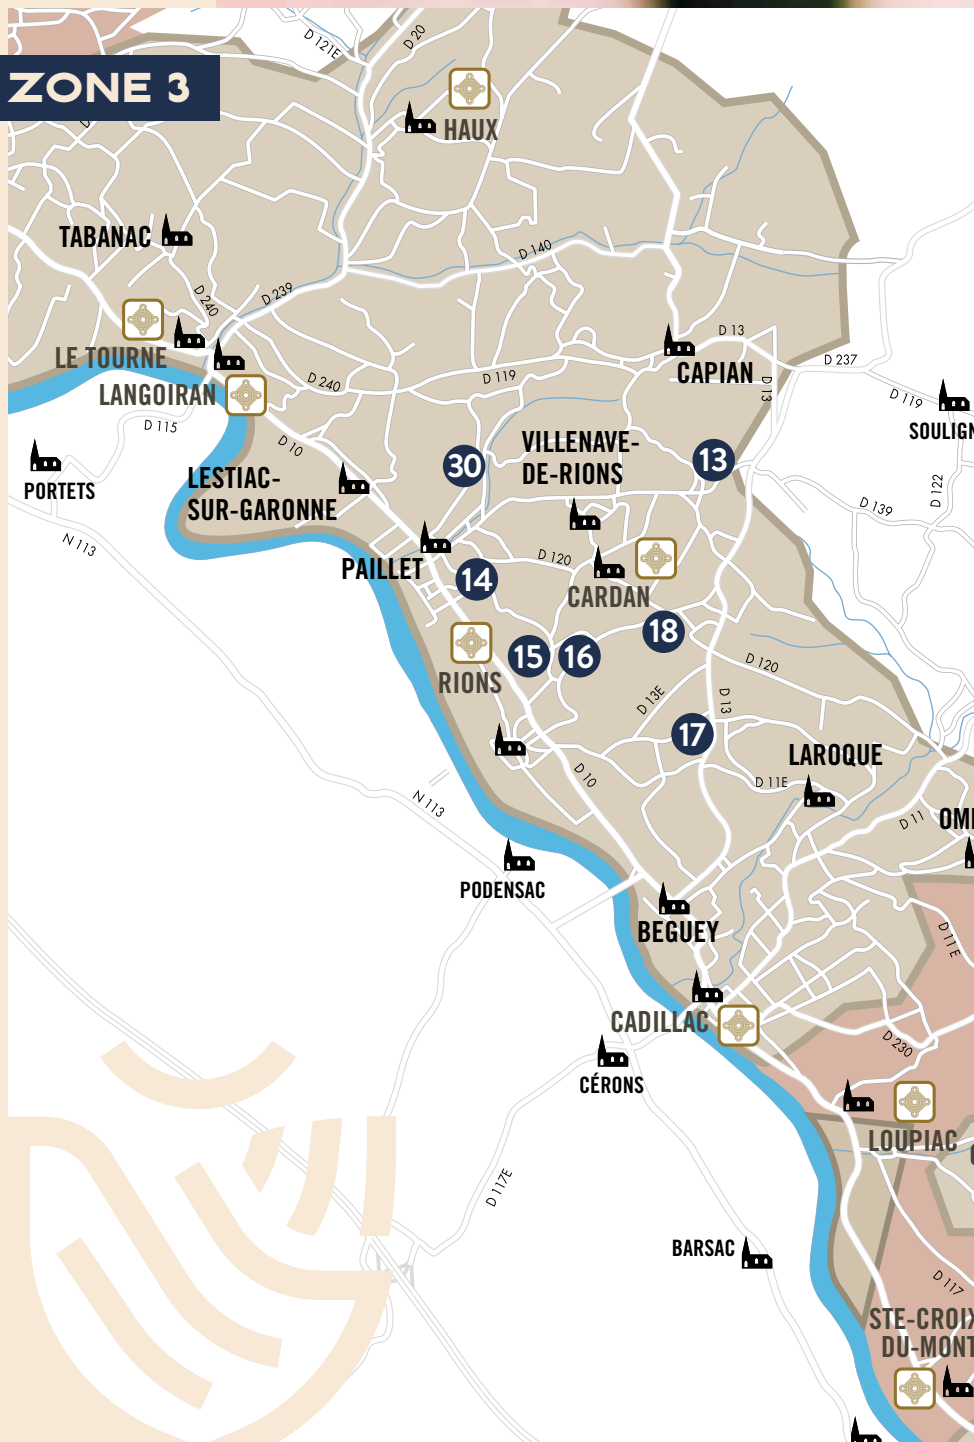 ZONE 3
D 121E
D 20
HAUX
TABANAC
D 140
D 240
D 239
LE TOURNE
LANGOIRAN
D 240
D 119
D 13
CAPIAN
D 13
D 237
D 119
D 115
D 10
PORTETS
LESTIAC-
SUR-GARONNE
30
VILLENAVE-
DE-RIONS
13
D 122
D 139
N 113
PAILLET
14
D 120
CARDAN
18
RIONS
15
16
D 120
D 13E
D 13
17
LAROQUE
D 10
D 11E
N 113
D 11
PODENSAC
BEGUEY
D 11E
CADILLAC
D 230
CÉRONS
LOUPIAC
D 117E
BARSAC
D 117
STE-CROIX
DU-MONT